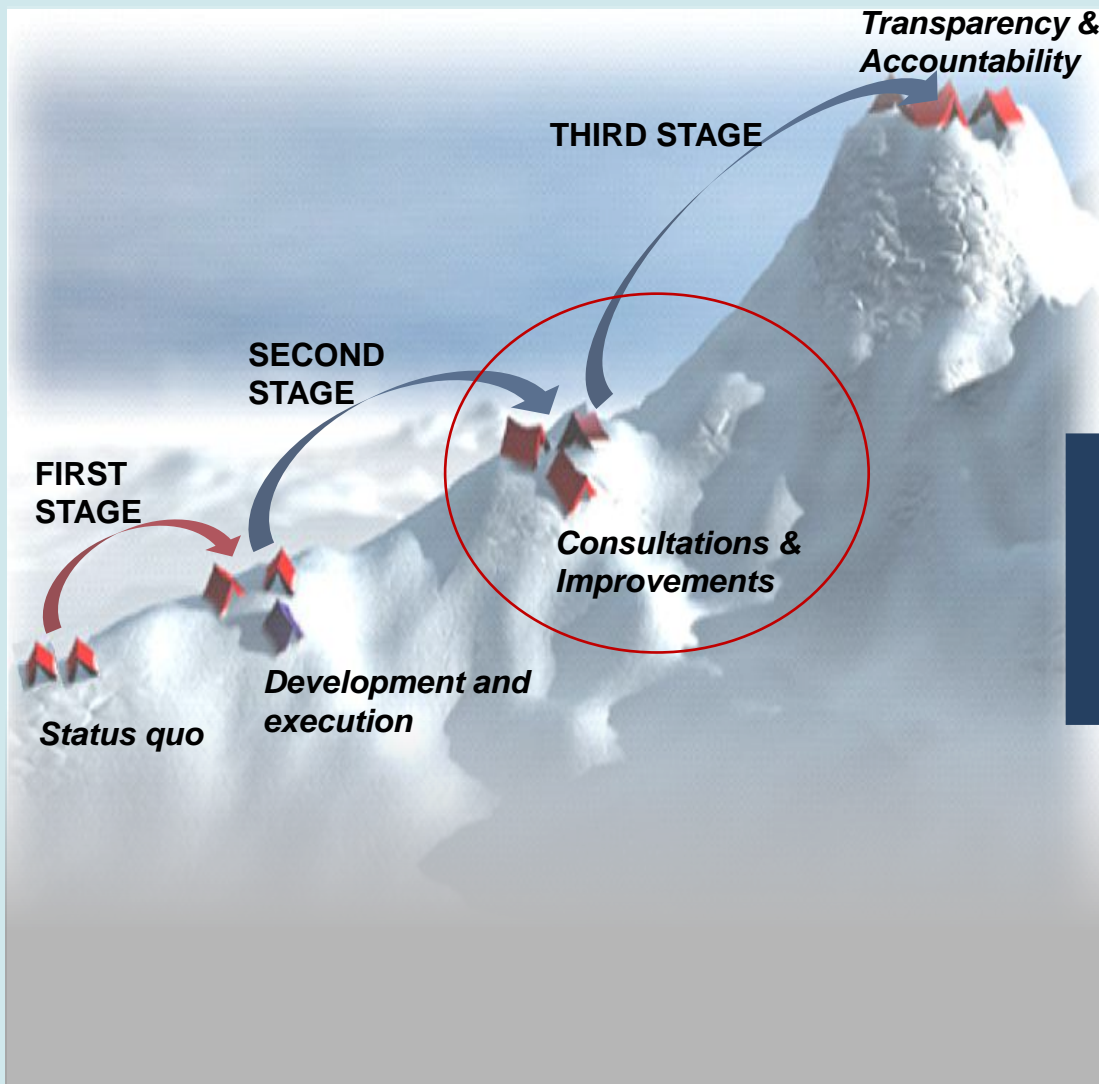 Transparency &
Accountability
THIRD STAGE
SECOND
STAGE
FIRST
STAGE
Consultations &
Improvements
Development and
execution
Status quo